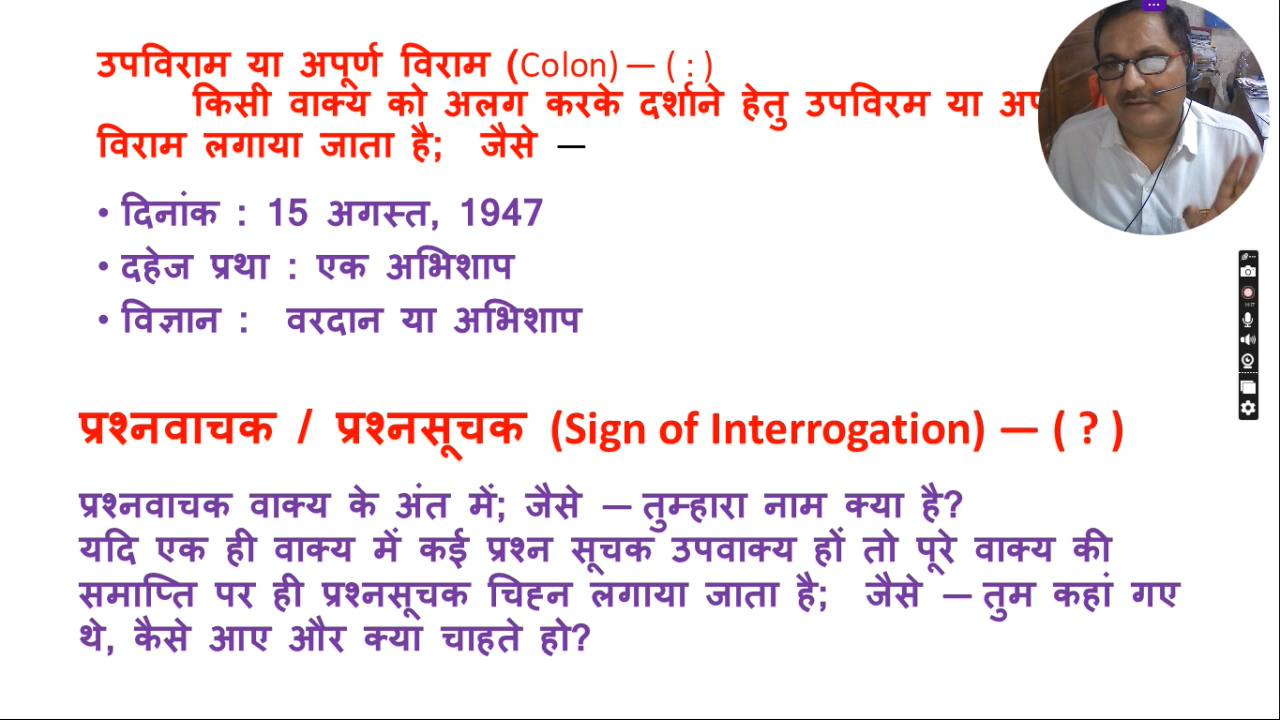 उपविराम या अपूर्ण विराम (Colon) — ( : )
किसी वाक्य को अलग करके दर्शाने हेतु उपविरम या
विराम लगाया जाता है; जैसे —
• दिनांक : 15 अगस्त, 1947
• दहेज प्रथा : एक अभिशाप
• विज्ञान : वरदान या अभिशाप
प्रश्नवाचक / प्रश्नसूचक (Sign of Interrogation) — ( ? )
प्रश्नवाचक वाक्य के अंत में; जैसे — तुम्हारा नाम क्या है?
यदि एक ही वाक्य में कई प्रश्न सूचक उपवाक्य हों तो पूरे वाक्य की
समाप्ति पर ही प्रश्नसूचक चिह्न लगाया जाता है; जैसे — तुम कहां गए
थे, कैसे आए और क्या चाहते हो?